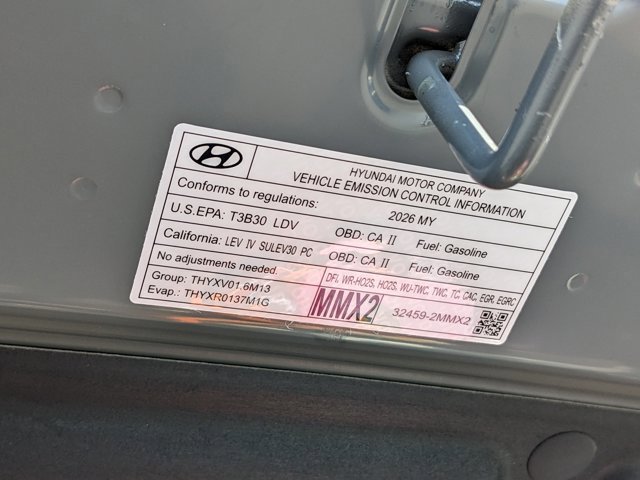 HYUNDAI MOTOR COMPANY
VEHICLE EMISSION CONTROL INFORMATION
Conforms to regulations: 2026 MY
U.S.EPA: T3B30 LDV OBD: CA II Fuel: Gasoline
California: LEV IV SULEV30 PC OBD: CA II Fuel: Gasoline
No adjustments needed. DFI, WR-HO2S, HO2S, WU-TWC, TWC, TC, CAC, EGR, EGRC
Group: THYXV01.6M13
Evap.: THYXR0137M1G
MMX2 32459-2MMX2